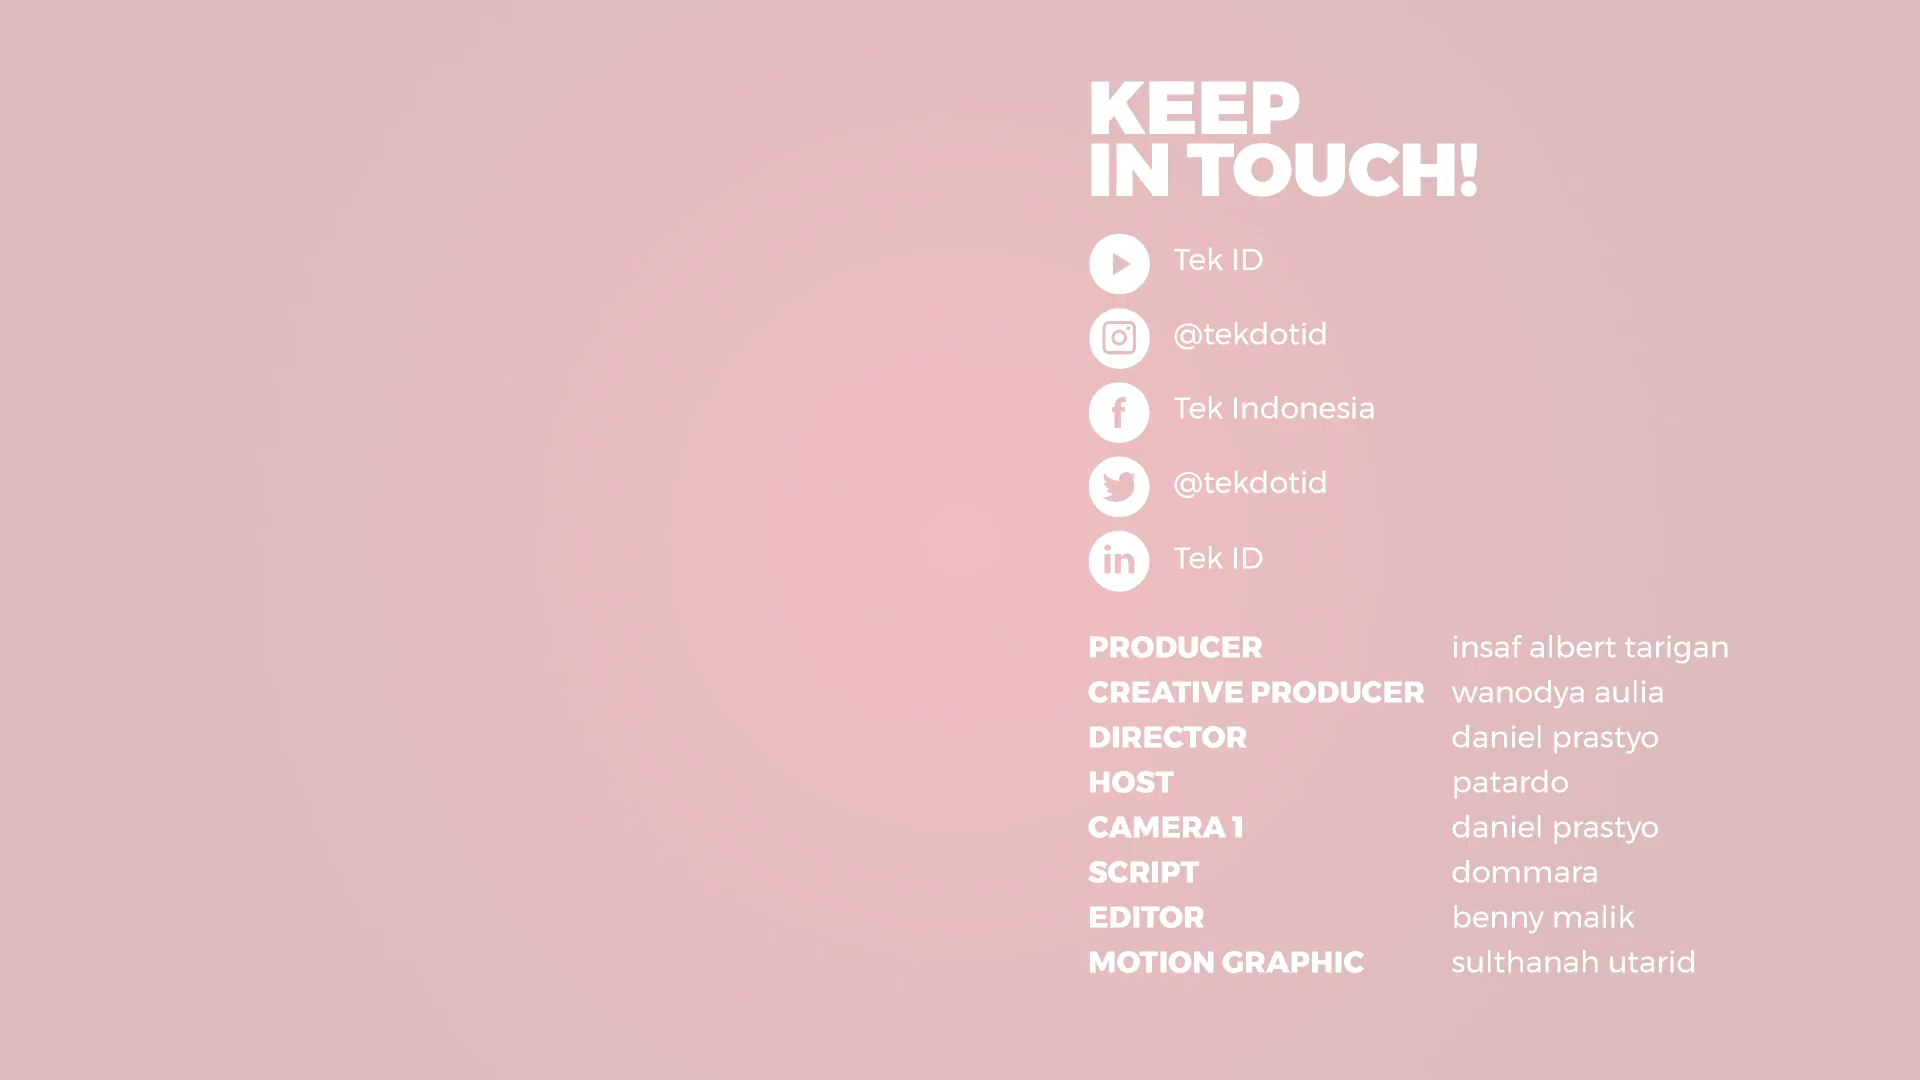 KEEP
IN TOUCH!
Tek ID
@tekdotid
Tek Indonesia
@tekdotid
in Tek ID
PRODUCER insaf albert tarigan
CREATIVE PRODUCER wanodya aulia
DIRECTOR daniel prastyo
HOST patardo
CAMERA 1 daniel prastyo
SCRIPT dommara
EDITOR benny malik
MOTION GRAPHIC sulthanah utarid